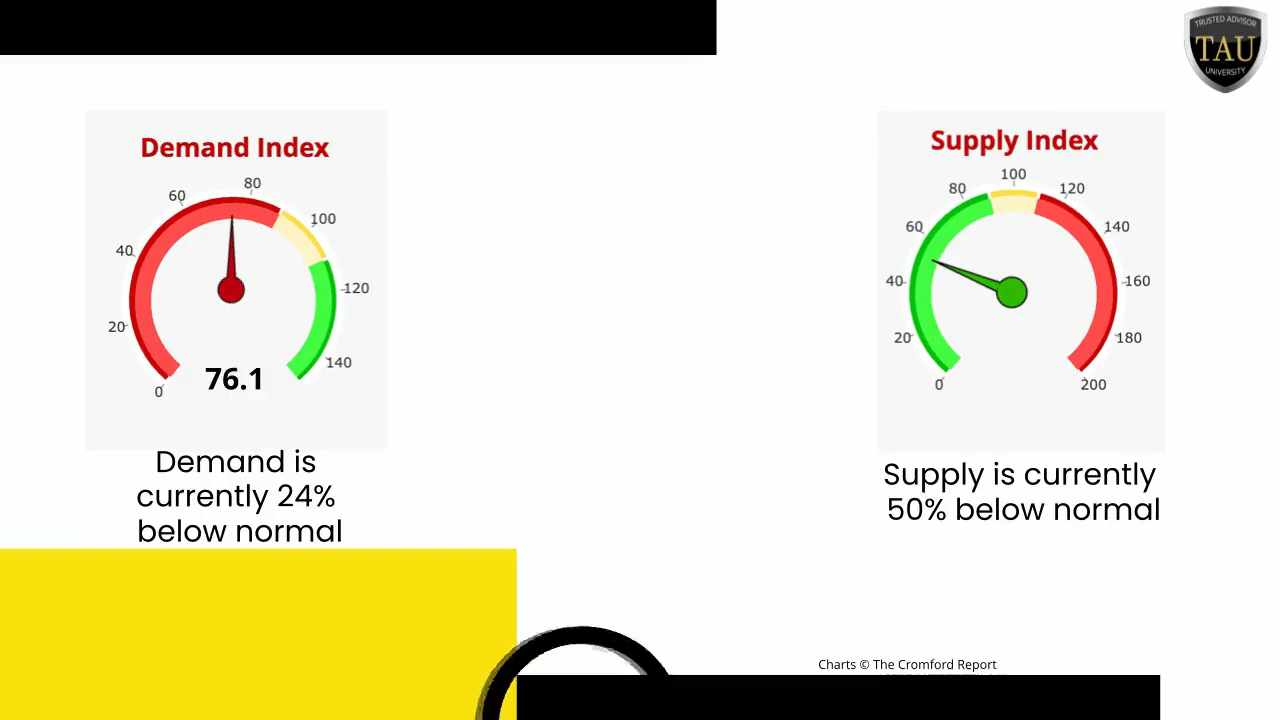 TRUSTED ADVISOR
TAU
UNIVERSITY
Demand Index
0
20
40
60
80
100
120
140
76.1
Demand is
currently 24%
below normal
Supply Index
0
20
40
60
80
100
120
140
160
180
200
Supply is currently
50% below normal
Charts © The Cromford Report